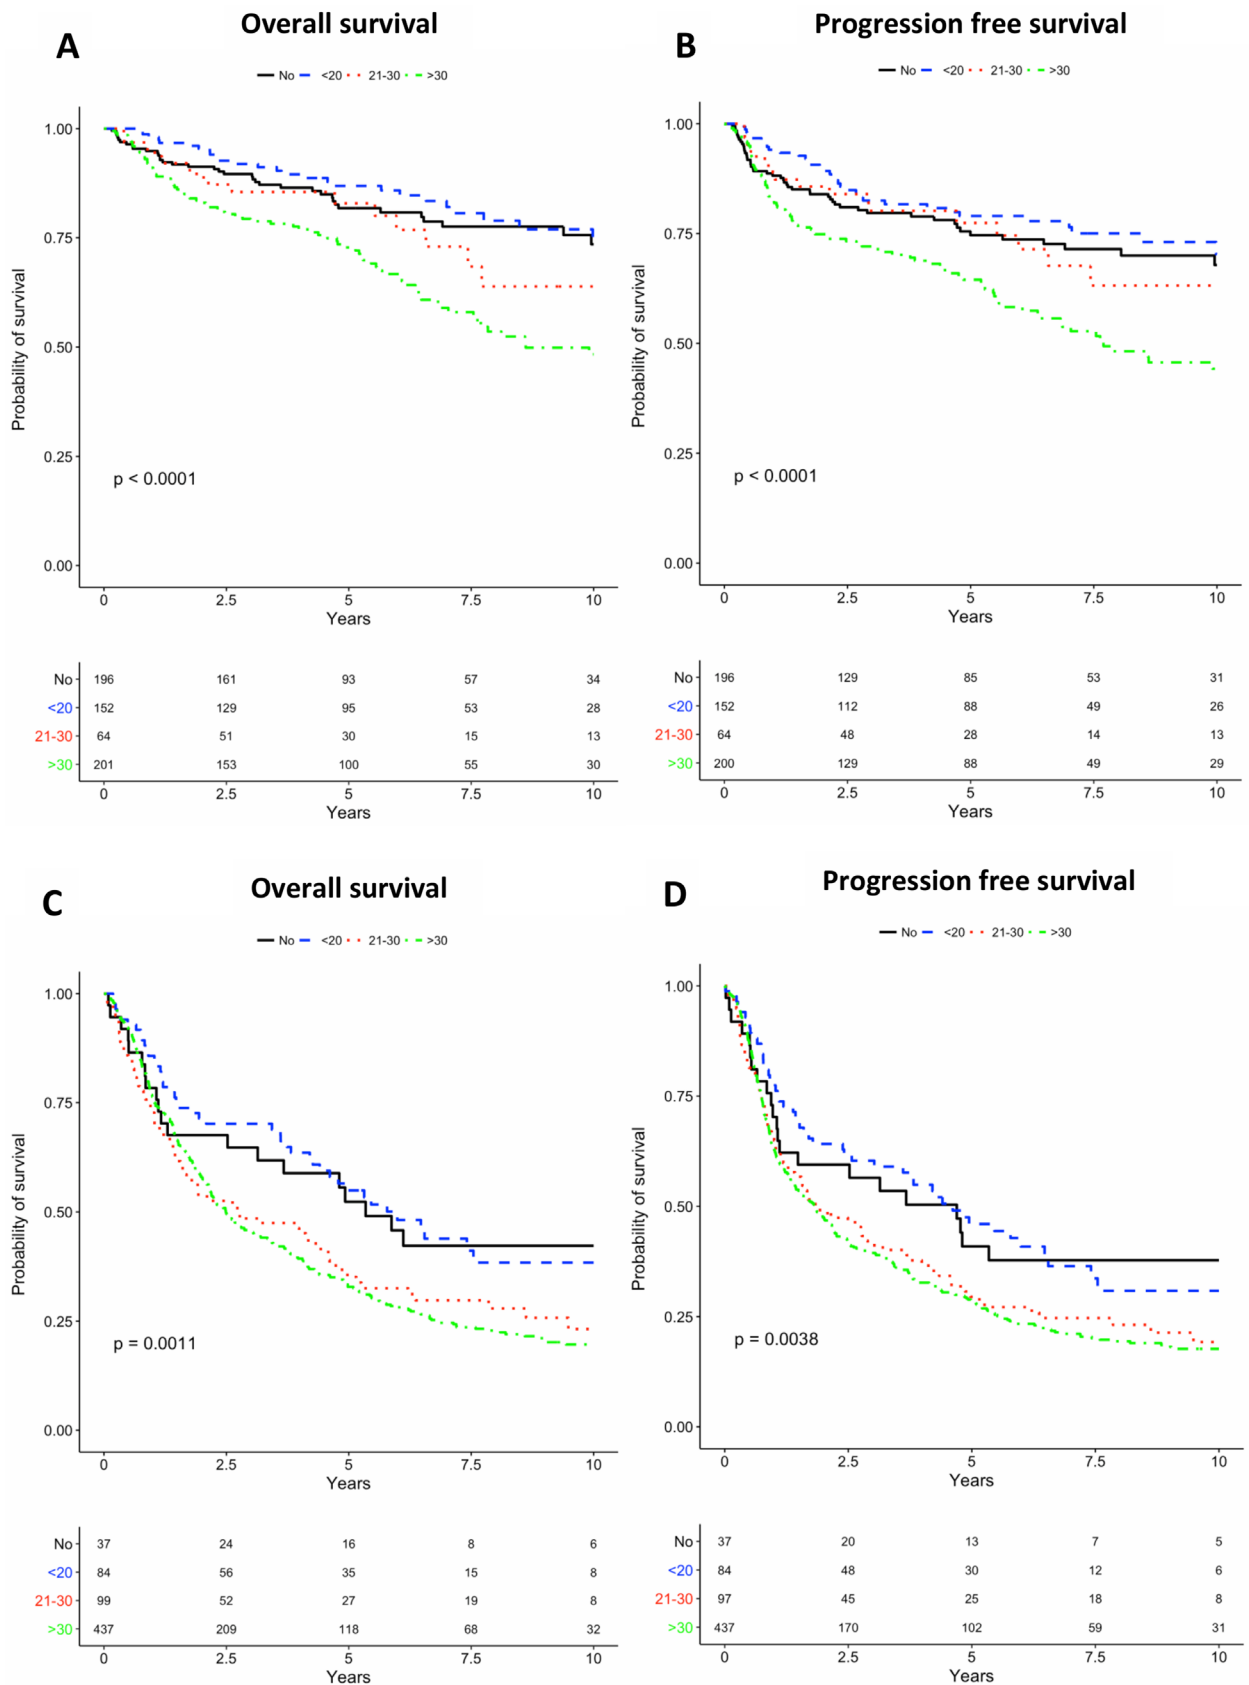 A
Overall survival
No <20 21-30 >30
1.00
0.75
0.50
0.25
0.00
Probability of survival
p < 0.0001
0 2.5 5 7.5 10
Years
No 196 161 93 57 34
<20 152 129 95 53 28
21-30 64 51 30 15 13
>30 201 153 100 55 30
0 2.5 5 7.5 10
Years
B
Progression free survival
No <20 21-30 >30
1.00
0.75
0.50
0.25
0.00
Probability of survival
p < 0.0001
0 2.5 5 7.5 10
Years
No 196 129 85 53 31
<20 152 112 88 49 26
21-30 64 48 28 14 13
>30 200 129 88 49 29
0 2.5 5 7.5 10
Years
C
Overall survival
No <20 21-30 >30
1.00
0.75
0.50
0.25
0.00
Probability of survival
p = 0.0011
0 2.5 5 7.5 10
Years
No 37 24 16 8 6
<20 84 56 35 15 8
21-30 99 52 27 19 8
>30 437 209 118 68 32
0 2.5 5 7.5 10
Years
D
Progression free survival
No <20 21-30 >30
1.00
0.75
0.50
0.25
0.00
Probability of survival
p = 0.0038
0 2.5 5 7.5 10
Years
No 37 20 13 7 5
<20 84 48 30 12 6
21-30 97 45 25 18 8
>30 437 170 102 59 31
0 2.5 5 7.5 10
Years